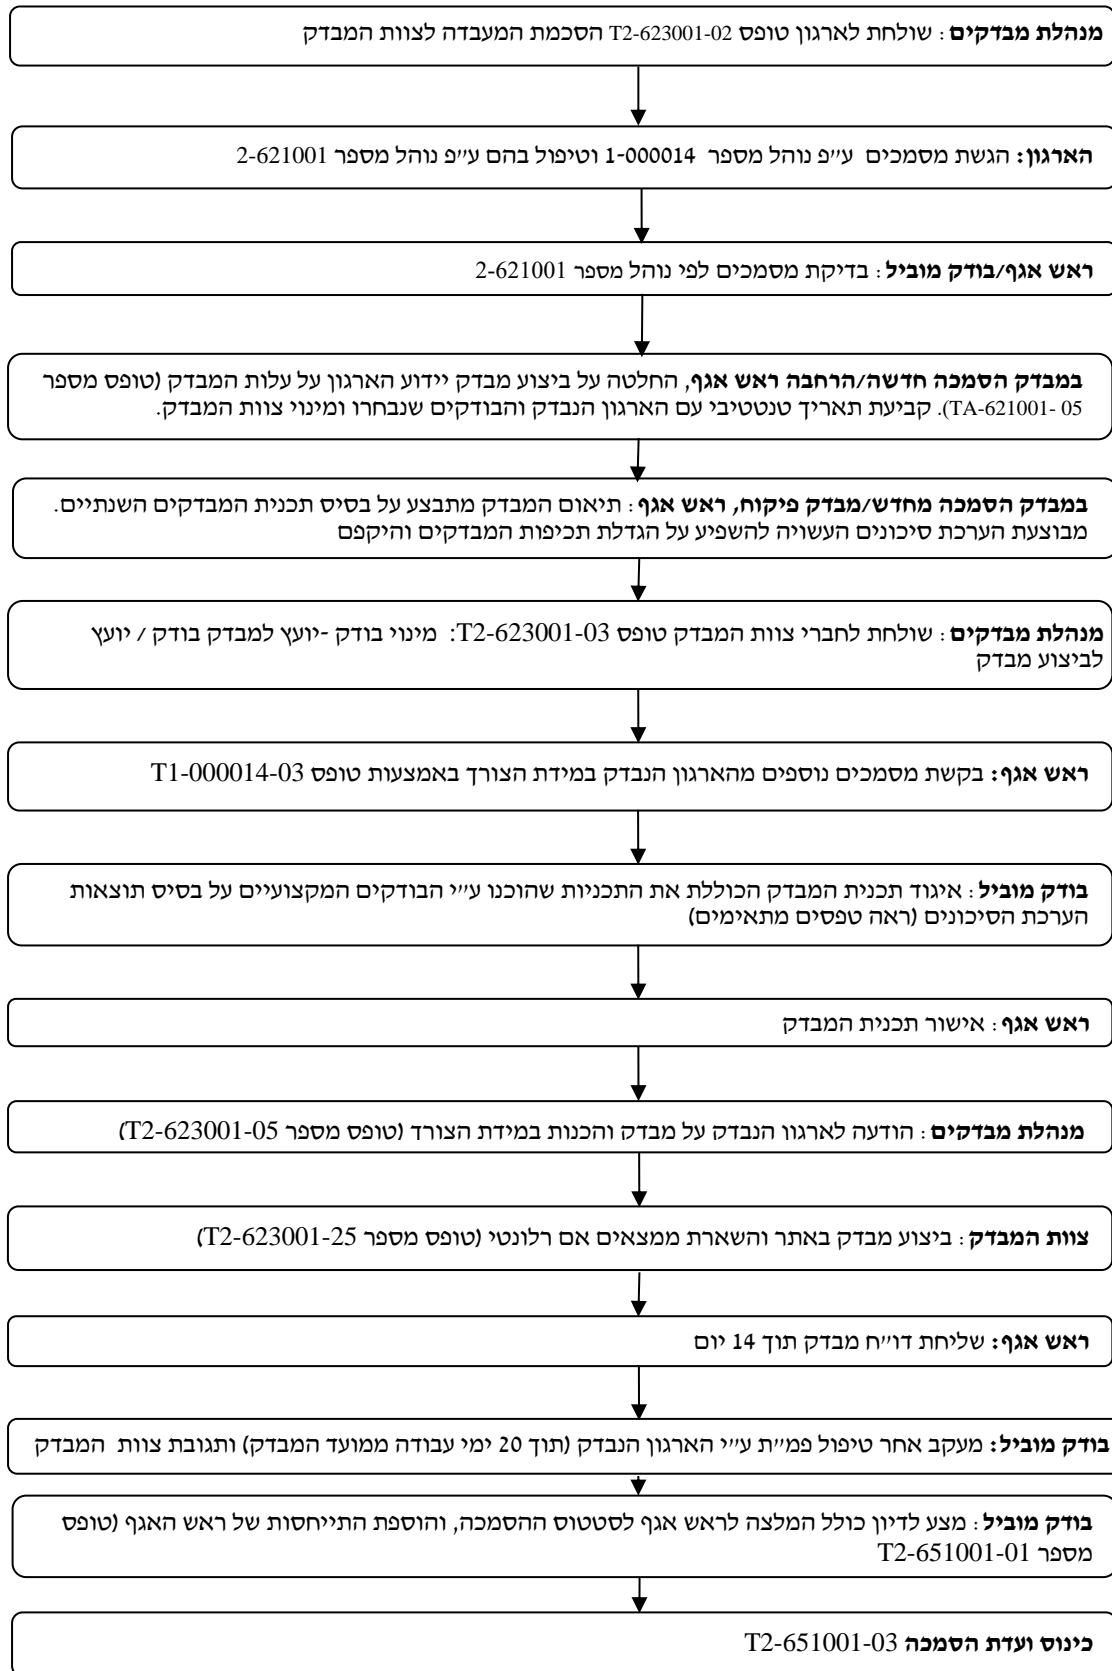 מנהלת מבדקים: שולחת לארגון טופס T2-623001-02 הסכמת המעבדה לצוות המבדק
הארגון: הגשת מסמכים ע״פ נוהל מספר 1-000014 וטיפול בהם ע״פ נוהל מספר 2-621001
ראש אגף/בודק מוביל: בדיקת מסמכים לפי נוהל מספר 2-621001
במבדק הסמכה חדשה/הרחבה ראש אגף, החלטה על ביצוע מבדק יידוע הארגון על עלות המבדק (טופס מספר
TA-621001- 05). קביעת תאריך טנטטיבי עם הארגון הנבדק והבודקים שנבחרו ומינוי צוות המבדק.
במבדק הסמכה מחדש/מבדק פיקוח, ראש אגף: תיאום המבדק מתבצע על בסיס תכנית המבדקים השנתיים.
מבוצעת הערכת סיכונים העשויה להשפיע על הגדלת תכיפות המבדקים והיקפם
מנהלת מבדקים: שולחת לחברי צוות המבדק טופס T2-623001-03: מינוי בודק -יועץ למבדק בודק / יועץ
לביצוע מבדק
ראש אגף: בקשת מסמכים נוספים מהארגון הנבדק במידת הצורך באמצעות טופס T1-000014-03
בודק מוביל: איגוד תכנית המבדק הכוללת את התכניות שהוכנו ע״י הבודקים המקצועיים על בסיס תוצאות
הערכת הסיכונים (ראה טפסים מתאימים)
ראש אגף: אישור תכנית המבדק
מנהלת מבדקים: הודעה לארגון הנבדק על מבדק והכנות במידת הצורך (טופס מספר T2-623001-05)
צוות המבדק: ביצוע מבדק באתר והשארת ממצאים אם רלונטי (טופס מספר T2-623001-25)
ראש אגף: שליחת דו״ח מבדק תוך 14 יום
בודק מוביל: מעקב אחר טיפול פמ״ת ע״י הארגון הנבדק (תוך 20 ימי עבודה ממועד המבדק) ותגובת צוות המבדק
בודק מוביל: מצע לדיון כולל המלצה לראש אגף לסטטוס ההסמכה, והוספת התייחסות של ראש האגף (טופס
מספר T2-651001-01
כינוס ועדת הסמכה T2-651001-03